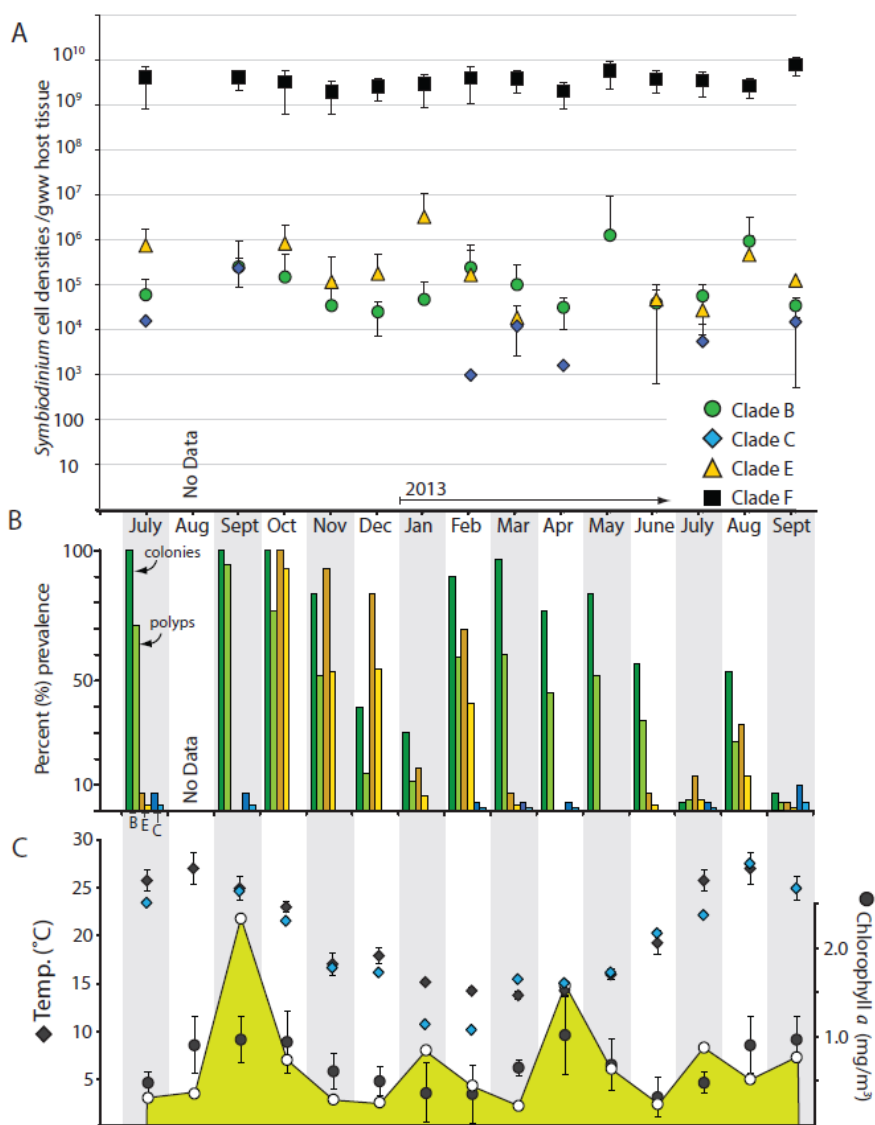 A
Symbiodinium cell densities /gww host tissue
10^10
10^9
10^8
10^7
10^6
10^5
10^4
10^3
100
10
No Data
2013
Clade B
Clade C
Clade E
Clade F
B
July Aug Sept Oct Nov Dec Jan Feb Mar Apr May June July Aug Sept
Percent (%) prevalence
100
50
10
colonies
polyps
No Data
B E C
C
Temp. (˚C)
30
25
20
15
10
5
2.0
1.0
Chlorophyll a (mg/m³)